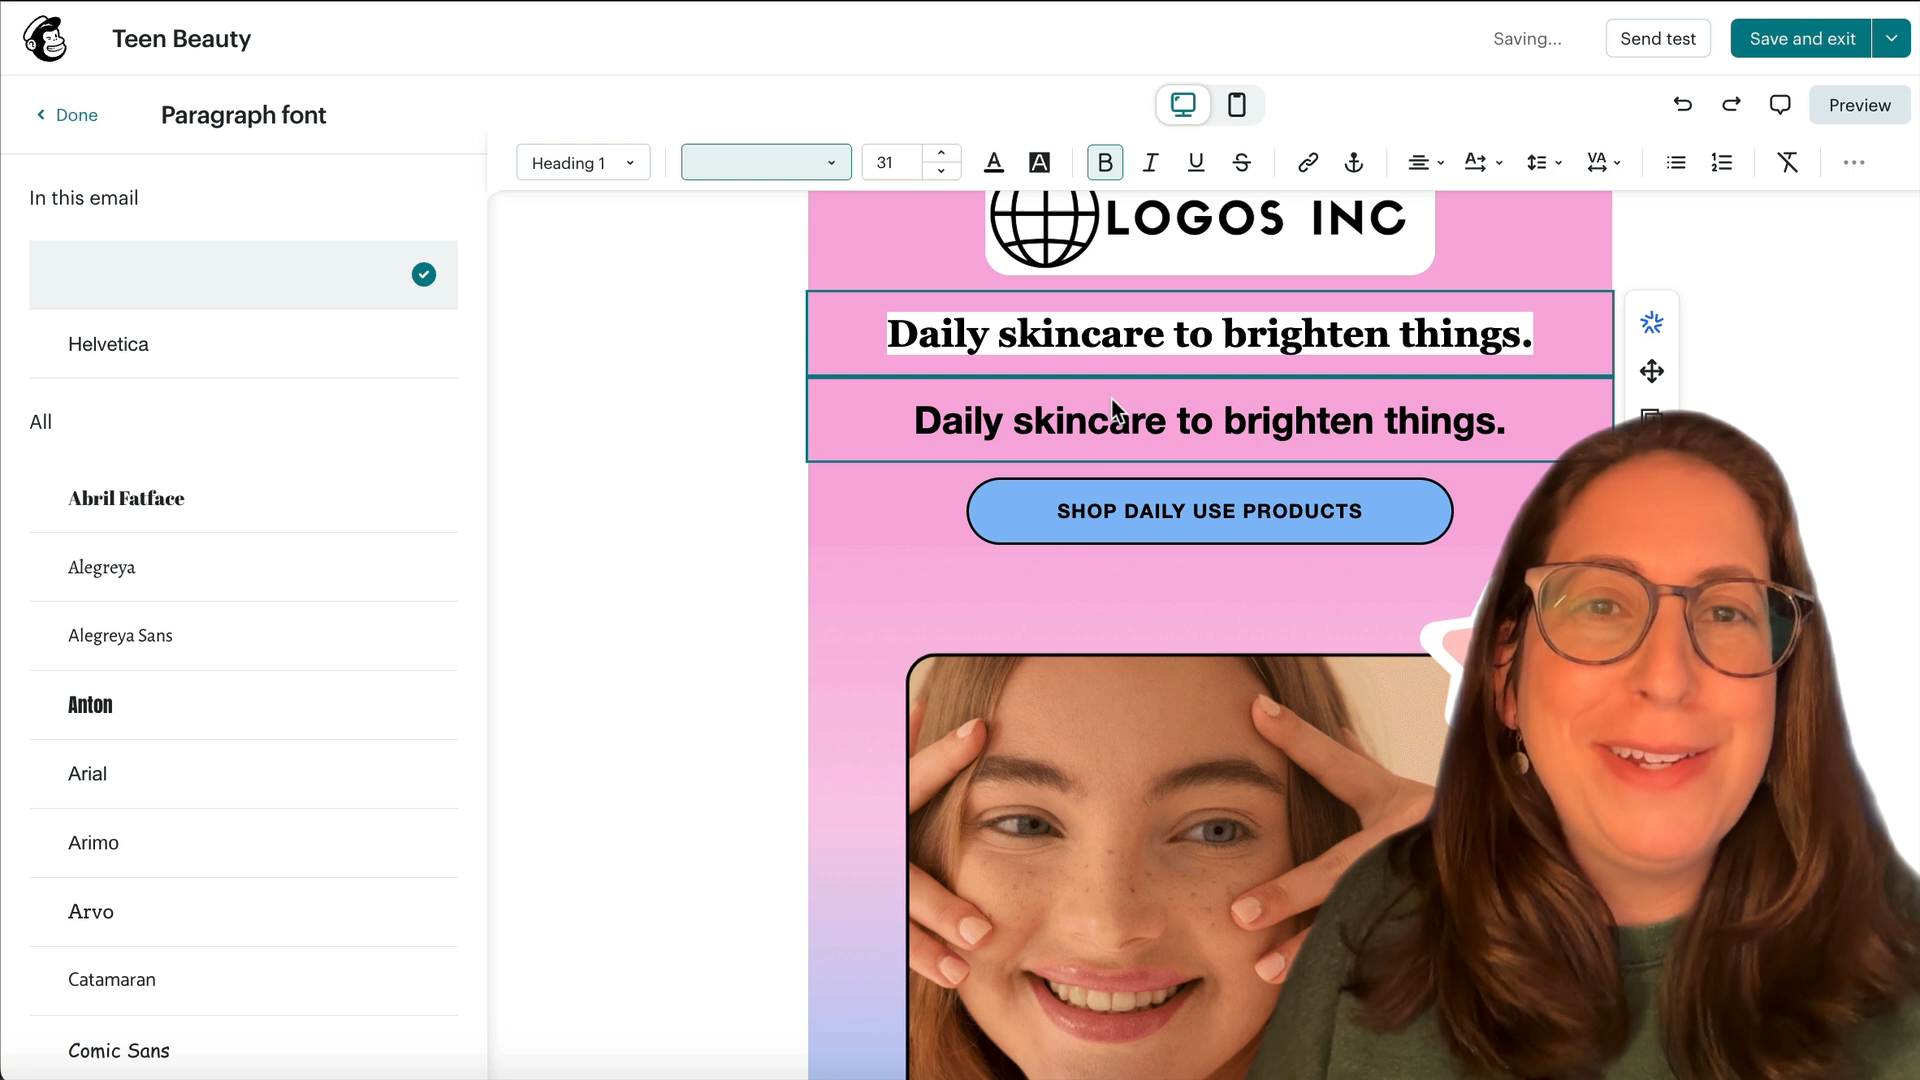 Teen Beauty
Saving...
Send test
Save and exit
Done
Paragraph font
Preview
Heading 1
31
A
A
B
I
U
S
VA
In this email
Helvetica
All
Abril Fatface
Alegreya
Alegreya Sans
Anton
Arial
Arimo
Arvo
Catamaran
Comic Sans
LOGOS INC
Daily skincare to brighten things.
Daily skincare to brighten things.
SHOP DAILY USE PRODUCTS